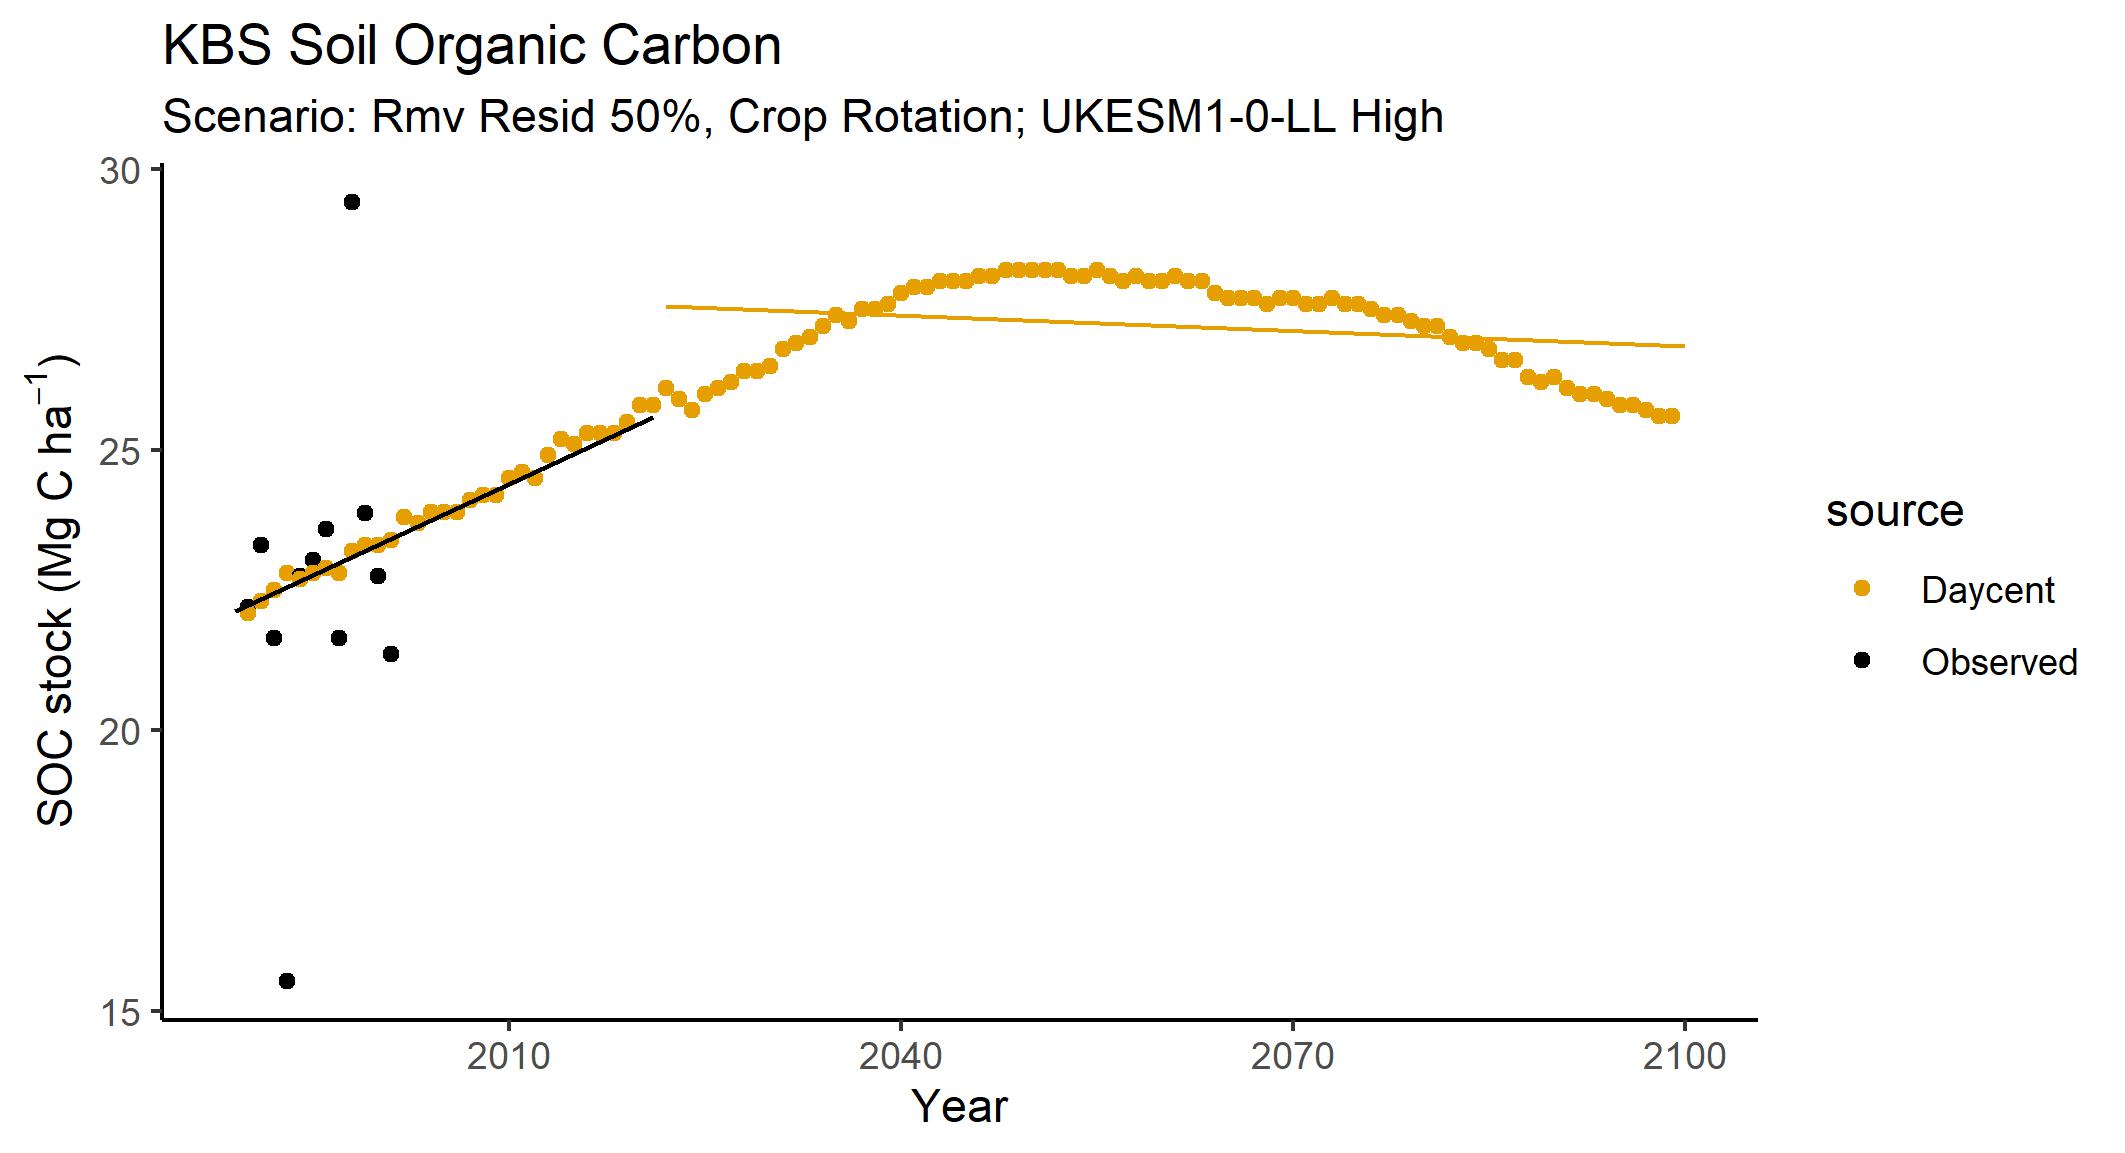 KBS Soil Organic Carbon
Scenario: Rmv Resid 50%, Crop Rotation; UKESM1-0-LL High
SOC stock (Mg C ha⁻¹)
30
25
20
15
2010
2040
2070
2100
Year
source
Daycent
Observed